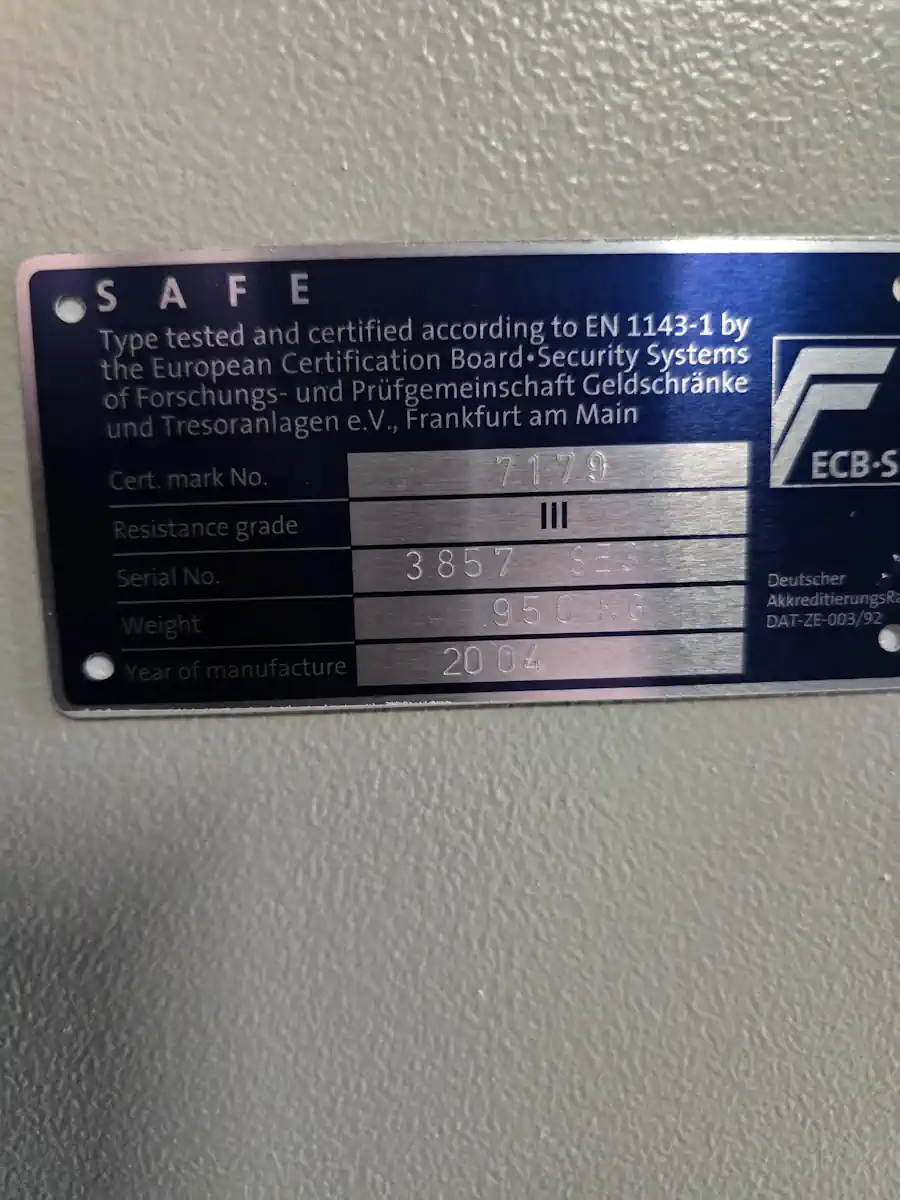 S A F E
Type tested and certified according to EN 1143-1 by
the European Certification Board•Security Systems
of Forschungs- und Prüfgemeinschaft Geldschränke
und Tresoranlagen e.V., Frankfurt am Main
ECB•S
Cert. mark No. 7179
Resistance grade III
Serial No. 3857
Weight 950 KG
Year of manufacture 2004
Deutscher
DAT-ZE-003/92